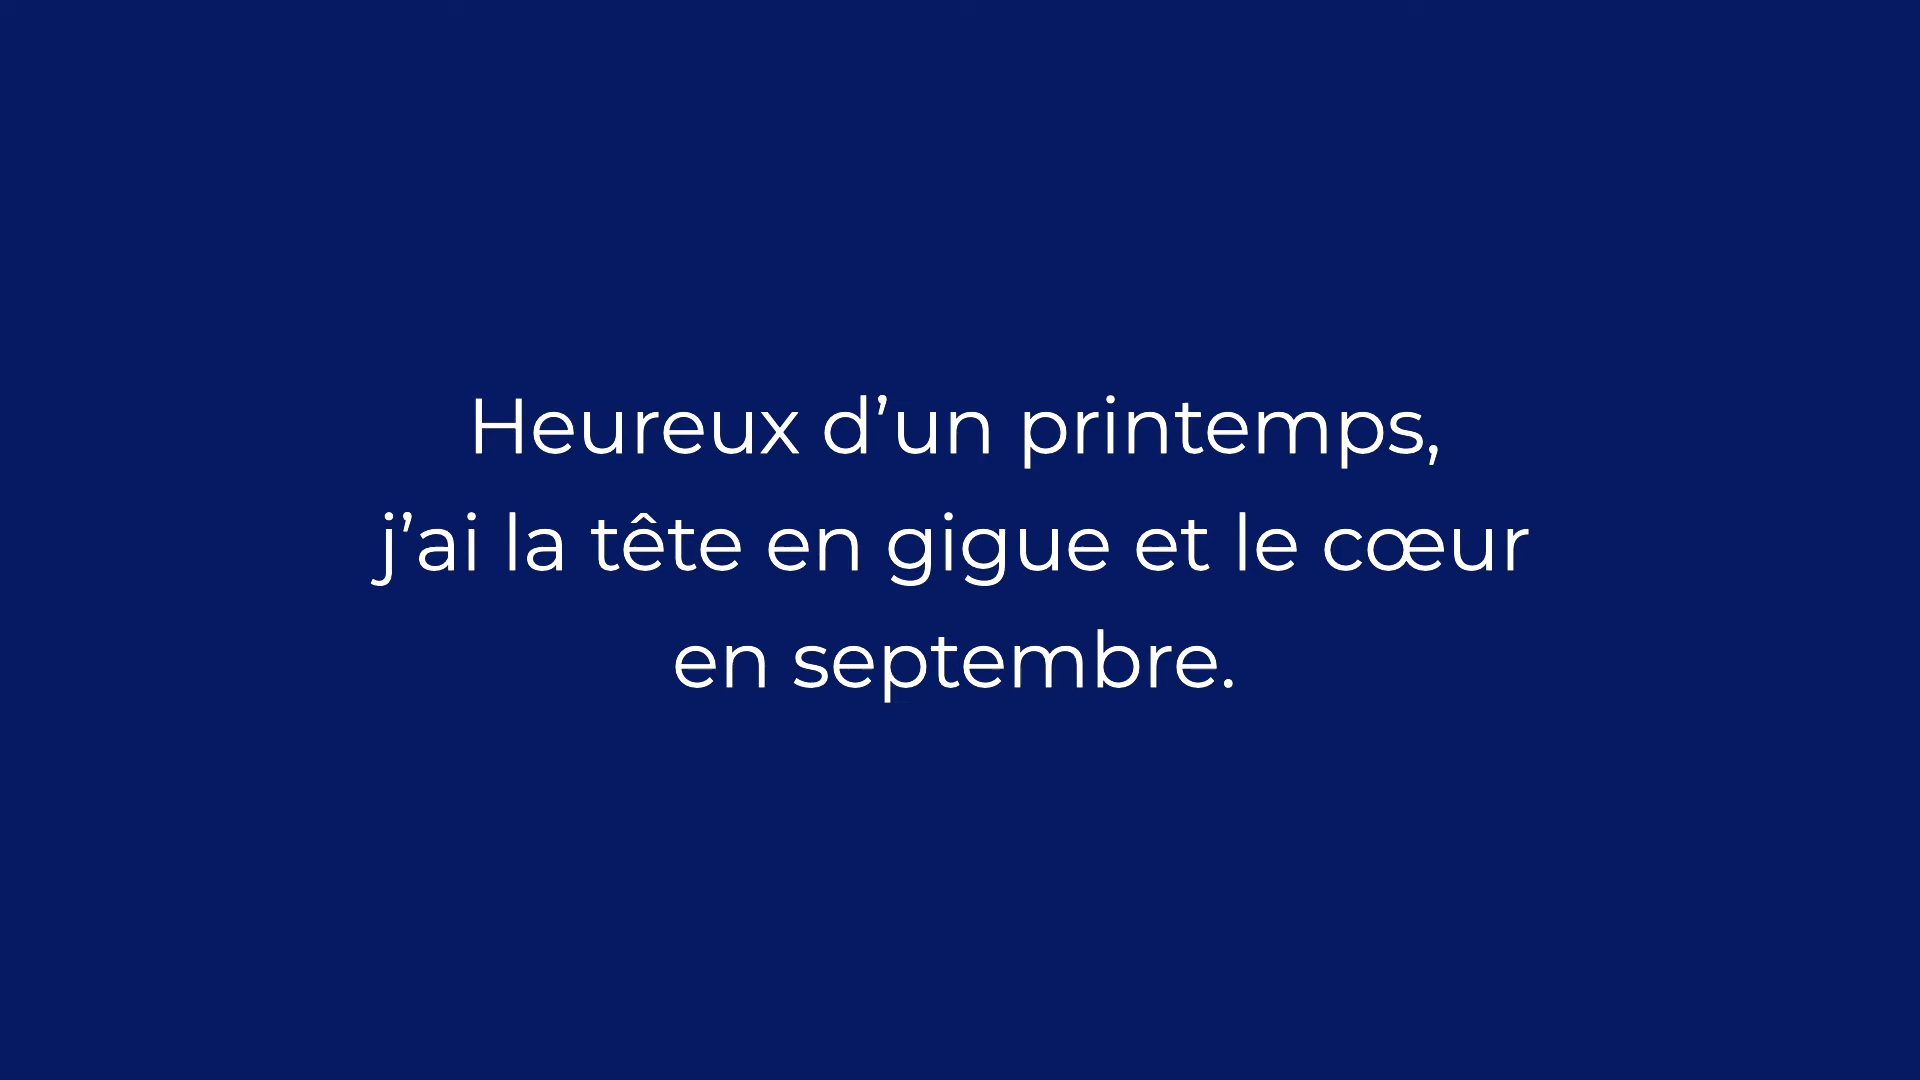 Heureux d’un printemps,
j’ai la tête en gigue et le cœur
en septembre.